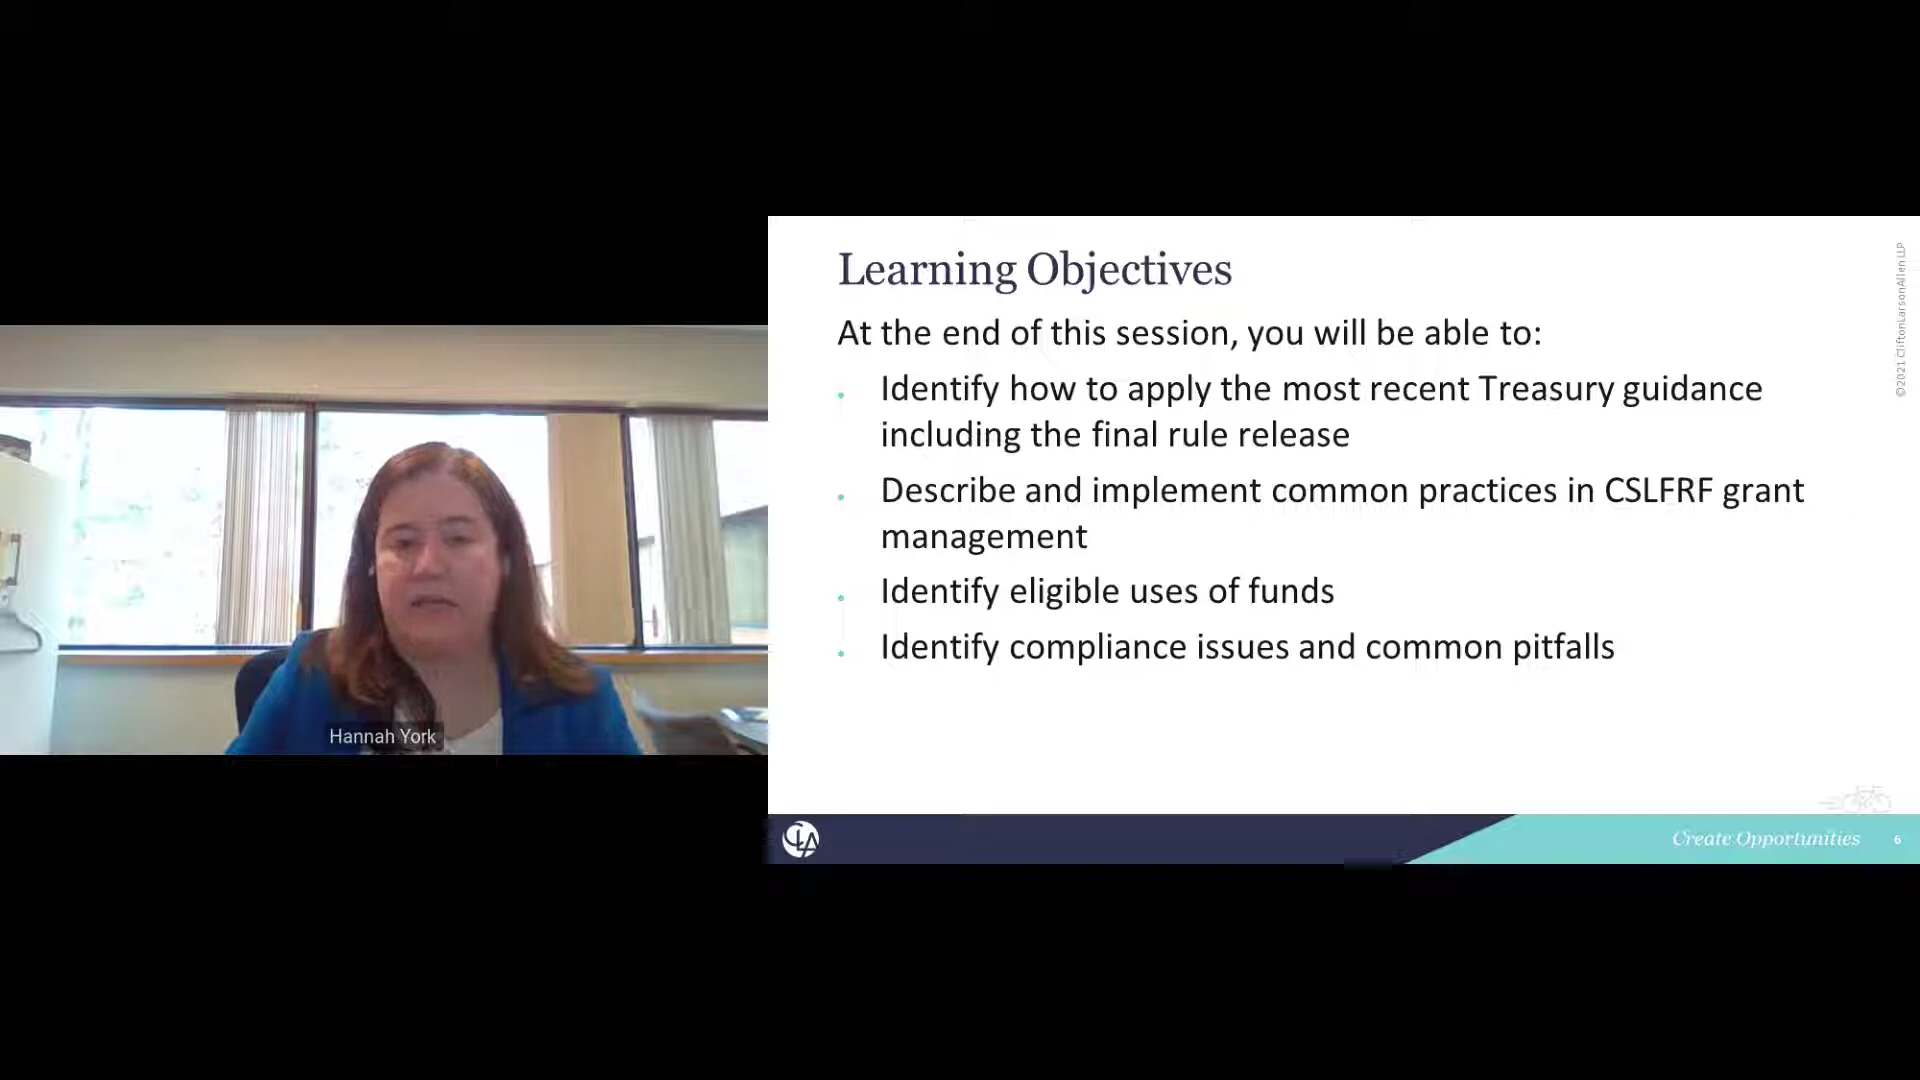 Learning Objectives
At the end of this session, you will be able to:
Identify how to apply the most recent Treasury guidance
including the final rule release
Describe and implement common practices in CSLFRF grant
management
Identify eligible uses of funds
Identify compliance issues and common pitfalls
©2021 CliftonLarsonAllen LLP
Hannah York
CLA
Create Opportunities
6